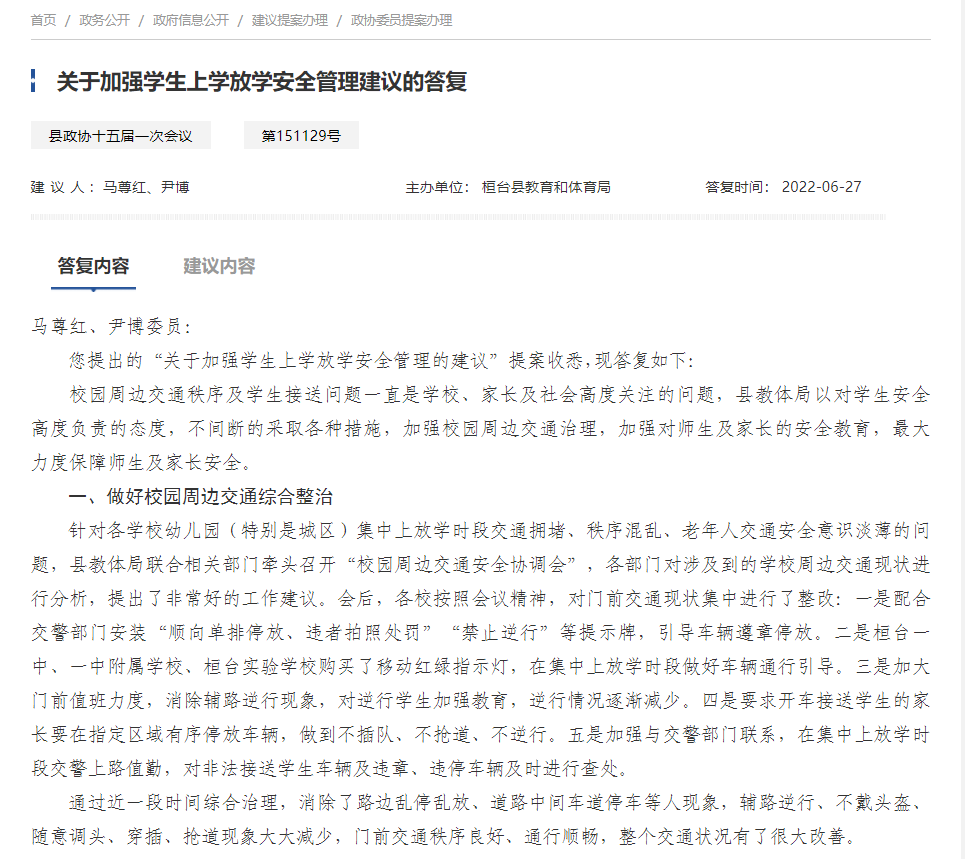 首页 / 政务公开 / 政府信息公开 / 建议提案办理 / 政协委员提案办理
关于加强学生上学放学安全管理建议的答复
县政协十五届一次会议 第151129号
建 议 人： 马尊红、尹博 主办单位： 桓台县教育和体育局 答复时间： 2022-06-27
答复内容 建议内容
马尊红、尹博委员：
您提出的“关于加强学生上学放学安全管理的建议”提案收悉,现答复如下：
校园周边交通秩序及学生接送问题一直是学校、家长及社会高度关注的问题，县教体局以对学生安全
高度负责的态度，不间断的采取各种措施，加强校园周边交通治理，加强对师生及家长的安全教育，最大
力度保障师生及家长安全。
一、做好校园周边交通综合整治
针对各学校幼儿园（特别是城区）集中上放学时段交通拥堵、秩序混乱、老年人交通安全意识淡薄的问
题，县教体局联合相关部门牵头召开“校园周边交通安全协调会”，各部门对涉及到的学校周边交通现状进
行分析，提出了非常好的工作建议。会后，各校按照会议精神，对门前交通现状集中进行了整改：一是配合
交警部门安装“顺向单排停放、违者拍照处罚”“禁止逆行”等提示牌，引导车辆遵章停放。二是桓台一
中、一中附属学校、桓台实验学校购买了移动红绿指示灯，在集中上放学时段做好车辆通行引导。三是加大
门前值班力度，消除辅路逆行现象，对逆行学生加强教育，逆行情况逐渐减少。四是要求开车接送学生的家
长要在指定区域有序停放车辆，做到不插队、不抢道、不逆行。五是加强与交警部门联系，在集中上放学时
段交警上路值勤，对非法接送学生车辆及违章、违停车辆及时进行查处。
通过近一段时间综合治理，消除了路边乱停乱放、道路中间车道停车等人现象，辅路逆行、不戴头盔、
随意调头、穿插、抢道现象大大减少，门前交通秩序良好、通行顺畅，整个交通状况有了很大改善。